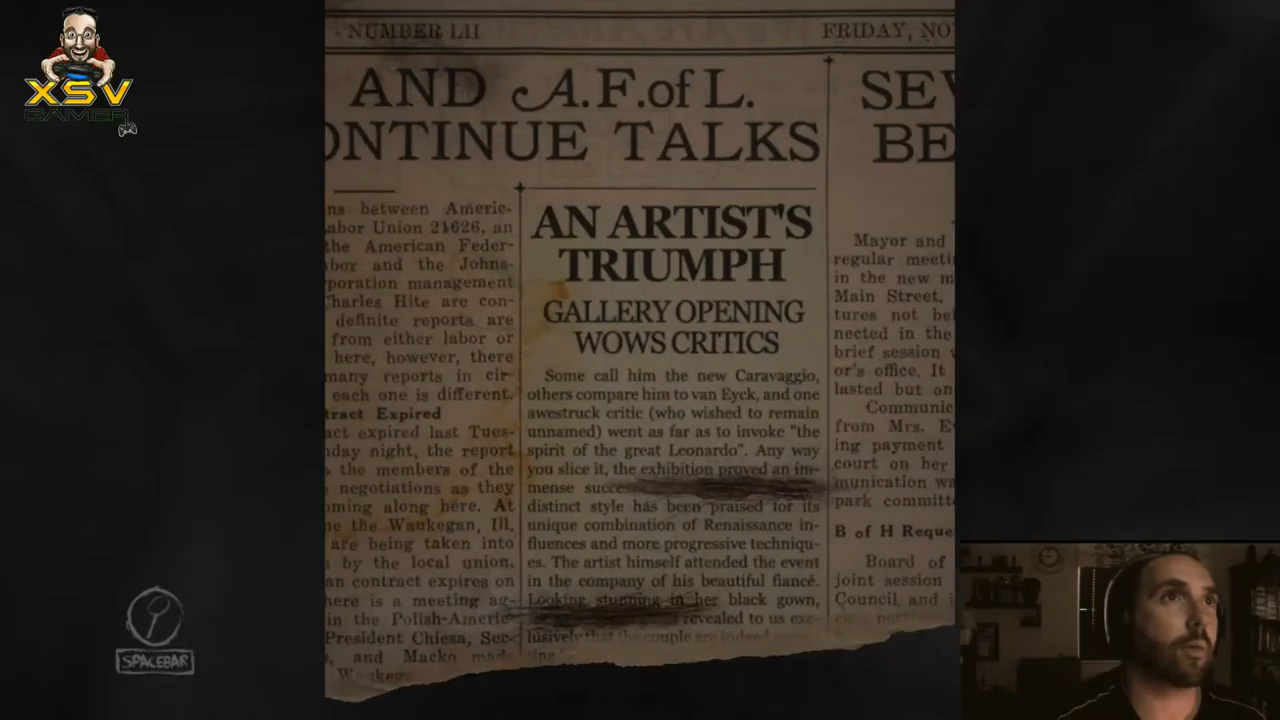 XSV
GAMER
- NUMBER LII
FRIDAY, NO
AND A.F.of L.
ONTINUE TALKS
SEV
BE
ns between Americ-
abor Union 21626, an
the American Feder-
bor and the Johns-
poration management
Charles Hite are con-
definite reports are
from either labor or
here, however, there
many reports in cir-
each one is different.
tract Expired
act expired last Tues-
day night, the report
the members of the
negotiations as they
oming along here. At
e the Waukegan, Ill.
are being taken into
by the local union.
an contract expires on
here is a meeting ag-
in the Polish-Americ-
President Chiesa, Sec-
, and Macko made
Waukeg
AN ARTIST'S
TRIUMPH
GALLERY OPENING
WOWS CRITICS
Some call him the new Caravaggio,
others compare him to van Eyck, and one
awestruck critic (who wished to remain
unnamed) went as far as to invoke "the
spirit of the great Leonardo". Any way
you slice it, the exhibition proved an im-
mense succe
distinct style has been praised for its
unique combination of Renaissance in-
fluences and more progressive techniqu-
es. The artist himself attended the event
in the company of his beautiful fiancé.
Looking stunning in her black gown,
revealed to us exc-
lusively that the couple are indeed
ting
Mayor and
regular meeti
in the new m
Main Street,
tures not bei
nected in the
brief session
or's office. It
lasted but on
Communic
from Mrs. E
ing payment
court on her
munication wa
park committe
B of H Reque
Board of
joint session
Council, and i
SPACEBAR